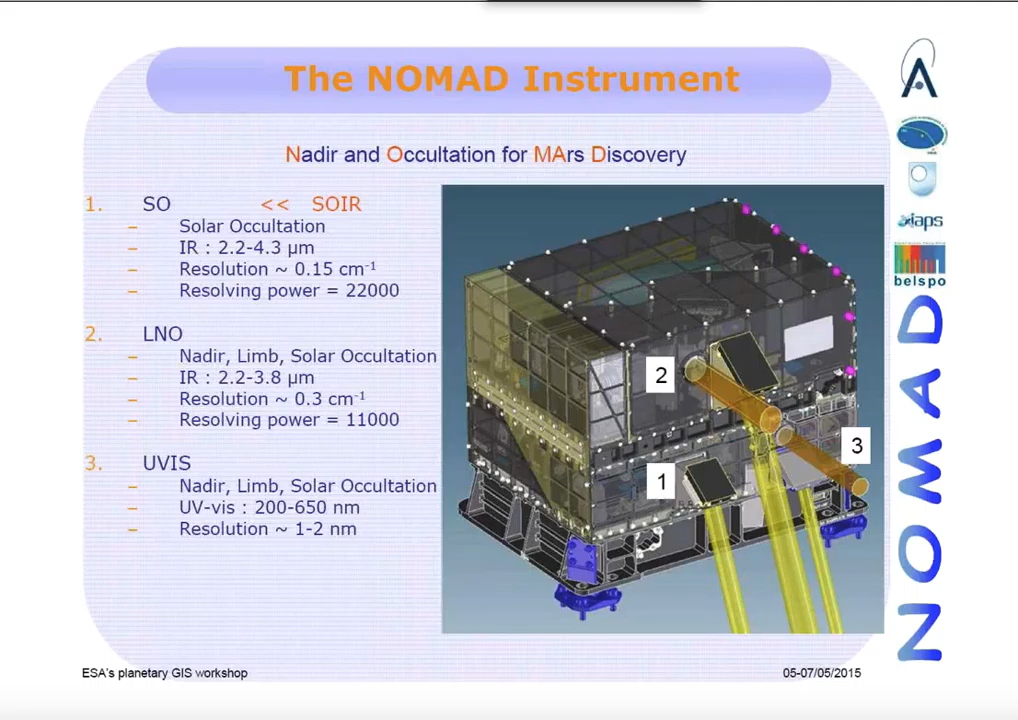 The NOMAD Instrument
Nadir and Occultation for MArs Discovery
1. SO << SOIR
– Solar Occultation
– IR : 2.2-4.3 µm
– Resolution ~ 0.15 cm⁻¹
– Resolving power = 22000
2. LNO
– Nadir, Limb, Solar Occultation
– IR : 2.2-3.8 µm
– Resolution ~ 0.3 cm⁻¹
– Resolving power = 11000
3. UVIS
– Nadir, Limb, Solar Occultation
– UV-vis : 200-650 nm
– Resolution ~ 1-2 nm
2
3
1
iaps
belspo
NOMAD
ESA's planetary GIS workshop
05-07/05/2015